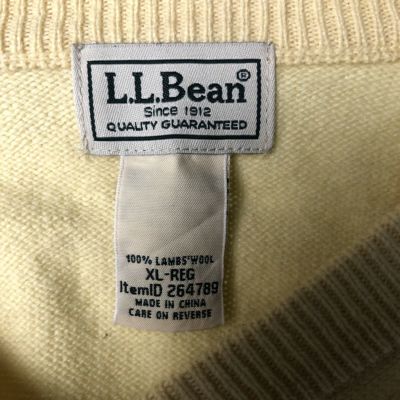 L.L.Bean®
Since 1912
QUALITY GUARANTEED
100% LAMBS' WOOL
XL-REG
ItemID 264789
MADE IN CHINA
CARE ON REVERSE